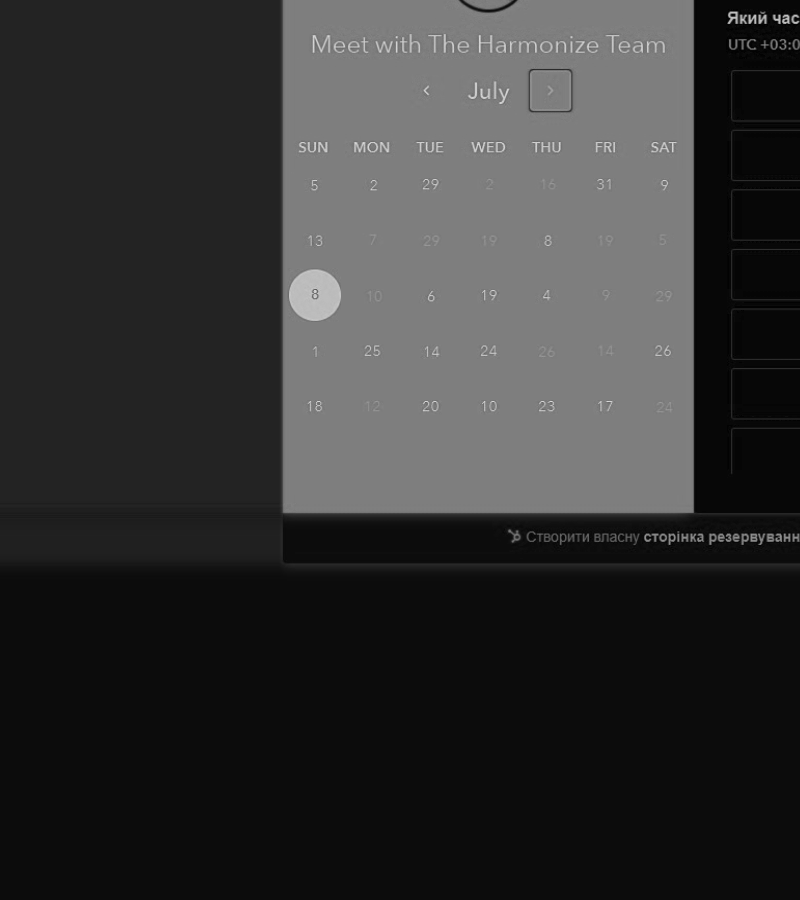 Meet with The Harmonize Team
July
SUN MON TUE WED THU FRI SAT
5 2 29 2 16 31 9
13 7 29 19 8 19 5
8 10 6 19 4 9 29
1 25 14 24 26 14 26
18 12 20 10 23 17 24
Який час
UTC +03:0
Створити власну сторінка резервуванн